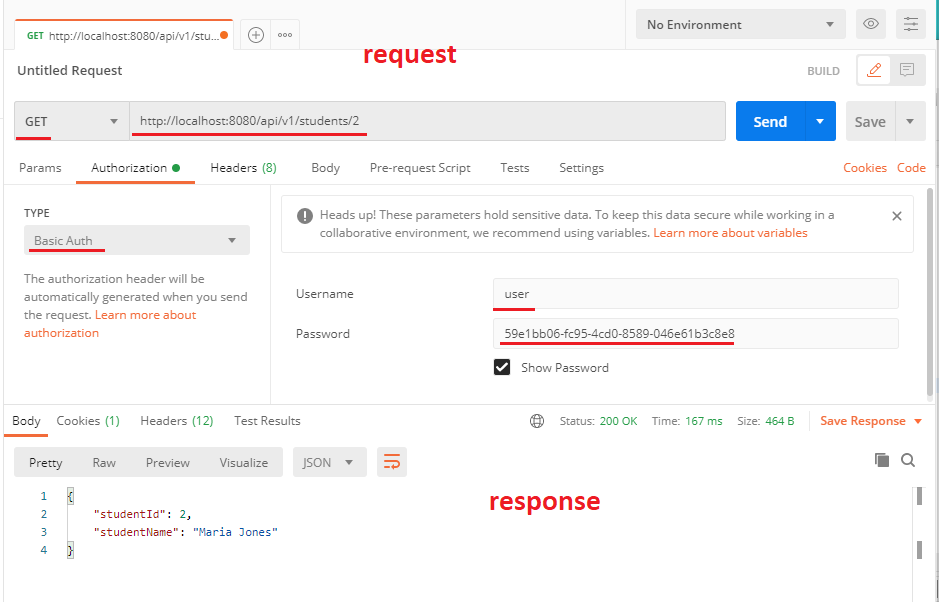 GET http://localhost:8080/api/v1/stu...
No Environment
request
Untitled Request
BUILD
GET
http://localhost:8080/api/v1/students/2
Send
Save
Params
Authorization
Headers (8)
Body
Pre-request Script
Tests
Settings
Cookies
Code
TYPE
Basic Auth
The authorization header will be
automatically generated when you send
the request. Learn more about
authorization
Heads up! These parameters hold sensitive data. To keep this data secure while working in a
collaborative environment, we recommend using variables. Learn more about variables
Username
user
Password
59e1bb06-fc95-4cd0-8589-046e61b3c8e8
Show Password
Body
Cookies (1)
Headers (12)
Test Results
Status: 200 OK
Time: 167 ms
Size: 464 B
Save Response
Pretty
Raw
Preview
Visualize
JSON
response
1 {
2 "studentId": 2,
3 "studentName": "Maria Jones"
4 }